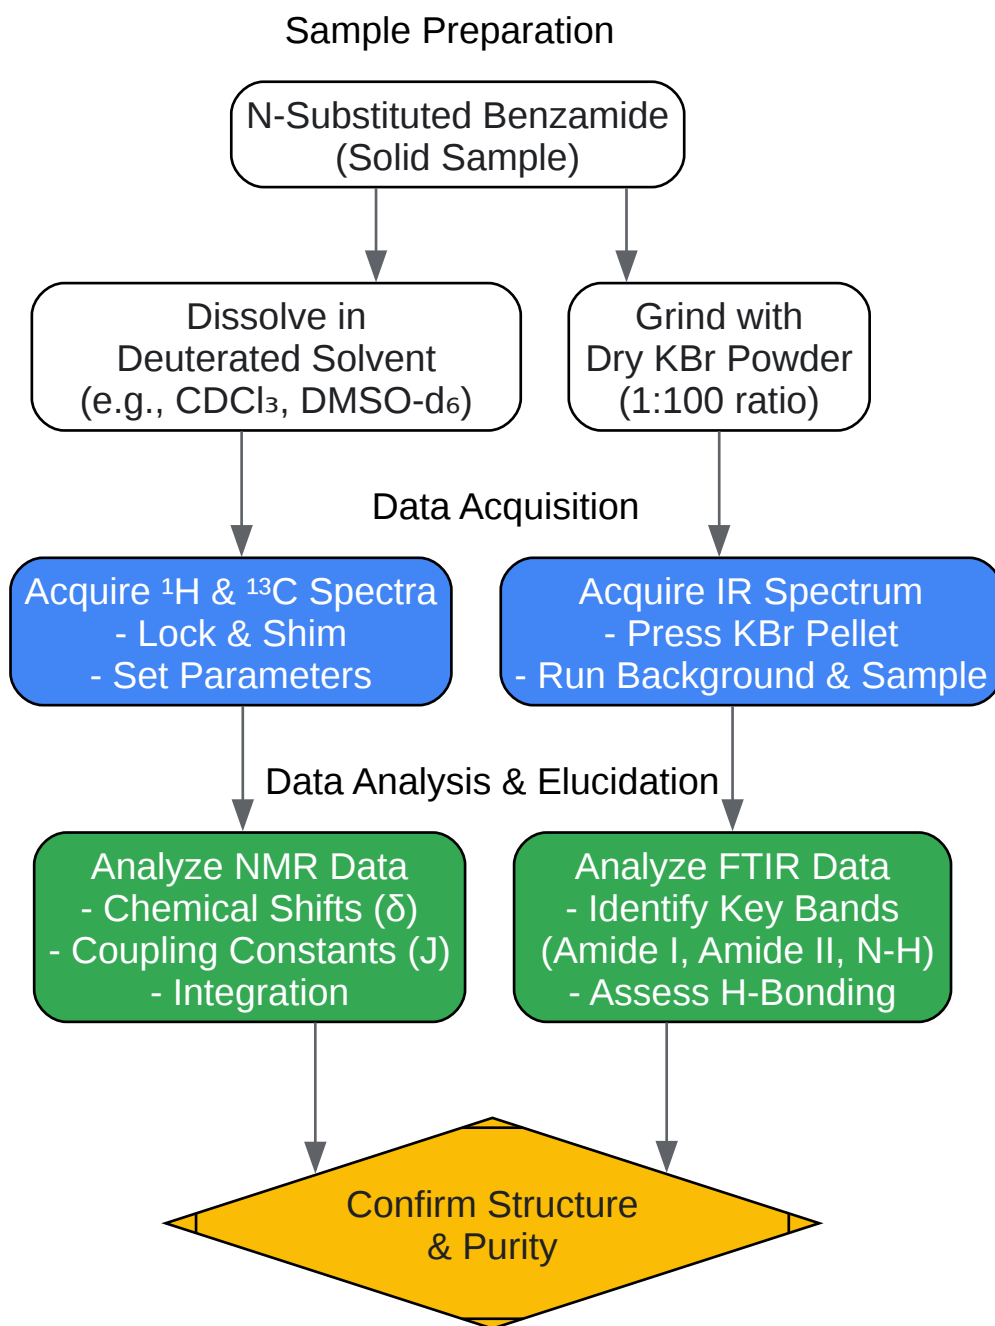 Sample Preparation
N-Substituted Benzamide
(Solid Sample)
Dissolve in
Deuterated Solvent
(e.g., CDCl₃, DMSO-d₆)
Grind with
Dry KBr Powder
(1:100 ratio)
Data Acquisition
Acquire ¹H & ¹³C Spectra
- Lock & Shim
- Set Parameters
Acquire IR Spectrum
- Press KBr Pellet
- Run Background & Sample
Data Analysis & Elucidation
Analyze NMR Data
- Chemical Shifts (δ)
- Coupling Constants (J)
- Integration
Analyze FTIR Data
- Identify Key Bands
(Amide I, Amide II, N-H)
- Assess H-Bonding
Confirm Structure
& Purity